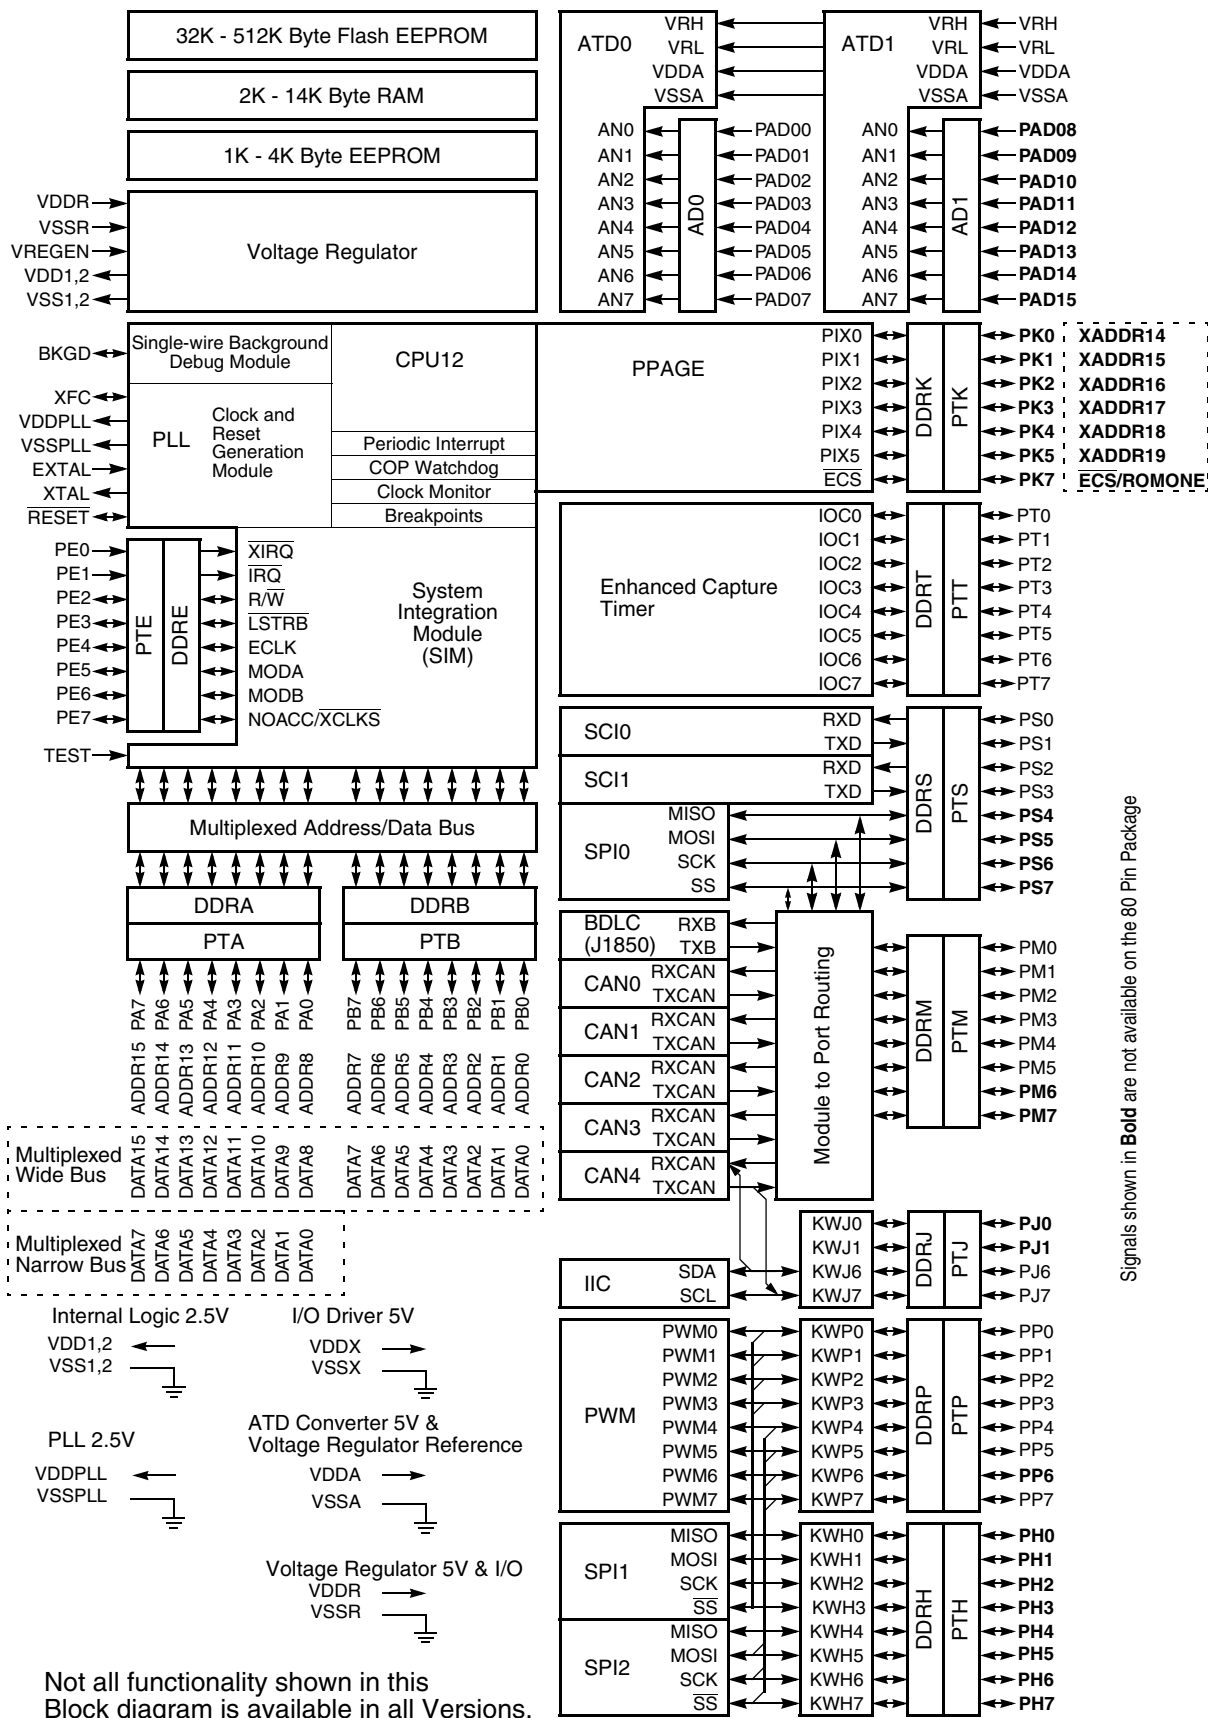 32K - 512K Byte Flash EEPROM
2K - 14K Byte RAM
1K - 4K Byte EEPROM
VDDR
VSSR
VREGEN
VDD1,2
VSS1,2
Voltage Regulator
ATD0
VRH
VRL
VDDA
VSSA
AN0
AN1
AN2
AN3
AN4
AN5
AN6
AN7
AD0
PAD00
PAD01
PAD02
PAD03
PAD04
PAD05
PAD06
PAD07
ATD1
VRH
VRL
VDDA
VSSA
VRH
VRL
VDDA
VSSA
AN0
AN1
AN2
AN3
AN4
AN5
AN6
AN7
AD1
PAD08
PAD09
PAD10
PAD11
PAD12
PAD13
PAD14
PAD15
BKGD
XFC
VDDPLL
VSSPLL
EXTAL
XTAL
RESET
Single-wire Background
Debug Module
CPU12
PLL
Clock and
Reset
Generation
Module
Periodic Interrupt
COP Watchdog
Clock Monitor
Breakpoints
PPAGE
PIX0
PIX1
PIX2
PIX3
PIX4
PIX5
ECS
DDRK
PTK
PK0 XADDR14
PK1 XADDR15
PK2 XADDR16
PK3 XADDR17
PK4 XADDR18
PK5 XADDR19
PK7 ECS/ROMONE
PE0
PE1
PE2
PE3
PE4
PE5
PE6
PE7
TEST
PTE
DDRE
XIRQ
IRQ
R/W
LSTRB
ECLK
MODA
MODB
NOACC/XCLKS
System
Integration
Module
(SIM)
Enhanced Capture
Timer
IOC0
IOC1
IOC2
IOC3
IOC4
IOC5
IOC6
IOC7
DDRT
PTT
PT0
PT1
PT2
PT3
PT4
PT5
PT6
PT7
SCI0
RXD
TXD
SCI1
RXD
TXD
SPI0
MISO
MOSI
SCK
SS
DDRS
PTS
PS0
PS1
PS2
PS3
PS4
PS5
PS6
PS7
Multiplexed Address/Data Bus
DDRA
PTA
DDRB
PTB
PA7 PA6 PA5 PA4 PA3 PA2 PA1 PA0
PB7 PB6 PB5 PB4 PB3 PB2 PB1 PB0
ADDR15 ADDR14 ADDR13 ADDR12 ADDR11 ADDR10 ADDR9 ADDR8
ADDR7 ADDR6 ADDR5 ADDR4 ADDR3 ADDR2 ADDR1 ADDR0
Multiplexed
Wide Bus
DATA15 DATA14 DATA13 DATA12 DATA11 DATA10 DATA9 DATA8
DATA7 DATA6 DATA5 DATA4 DATA3 DATA2 DATA1 DATA0
Multiplexed
Narrow Bus
DATA7 DATA6 DATA5 DATA4 DATA3 DATA2 DATA1 DATA0
BDLC
(J1850)
RXB
TXB
CAN0
RXCAN
TXCAN
CAN1
RXCAN
TXCAN
CAN2
RXCAN
TXCAN
CAN3
RXCAN
TXCAN
CAN4
RXCAN
TXCAN
Module to Port Routing
DDRM
PTM
PM0
PM1
PM2
PM3
PM4
PM5
PM6
PM7
Signals shown in Bold are not available on the 80 Pin Package
IIC
SDA
SCL
KWJ0
KWJ1
KWJ6
KWJ7
DDRJ
PTJ
PJ0
PJ1
PJ6
PJ7
PWM
PWM0
PWM1
PWM2
PWM3
PWM4
PWM5
PWM6
PWM7
KWP0
KWP1
KWP2
KWP3
KWP4
KWP5
KWP6
KWP7
DDRP
PTP
PP0
PP1
PP2
PP3
PP4
PP5
PP6
PP7
SPI1
MISO
MOSI
SCK
SS
SPI2
MISO
MOSI
SCK
SS
KWH0
KWH1
KWH2
KWH3
KWH4
KWH5
KWH6
KWH7
DDRH
PTH
PH0
PH1
PH2
PH3
PH4
PH5
PH6
PH7
Internal Logic 2.5V
VDD1,2
VSS1,2
I/O Driver 5V
VDDX
VSSX
PLL 2.5V
VDDPLL
VSSPLL
ATD Converter 5V &
Voltage Regulator Reference
VDDA
VSSA
Voltage Regulator 5V & I/O
VDDR
VSSR
Not all functionality shown in this
Block diagram is available in all Versions.